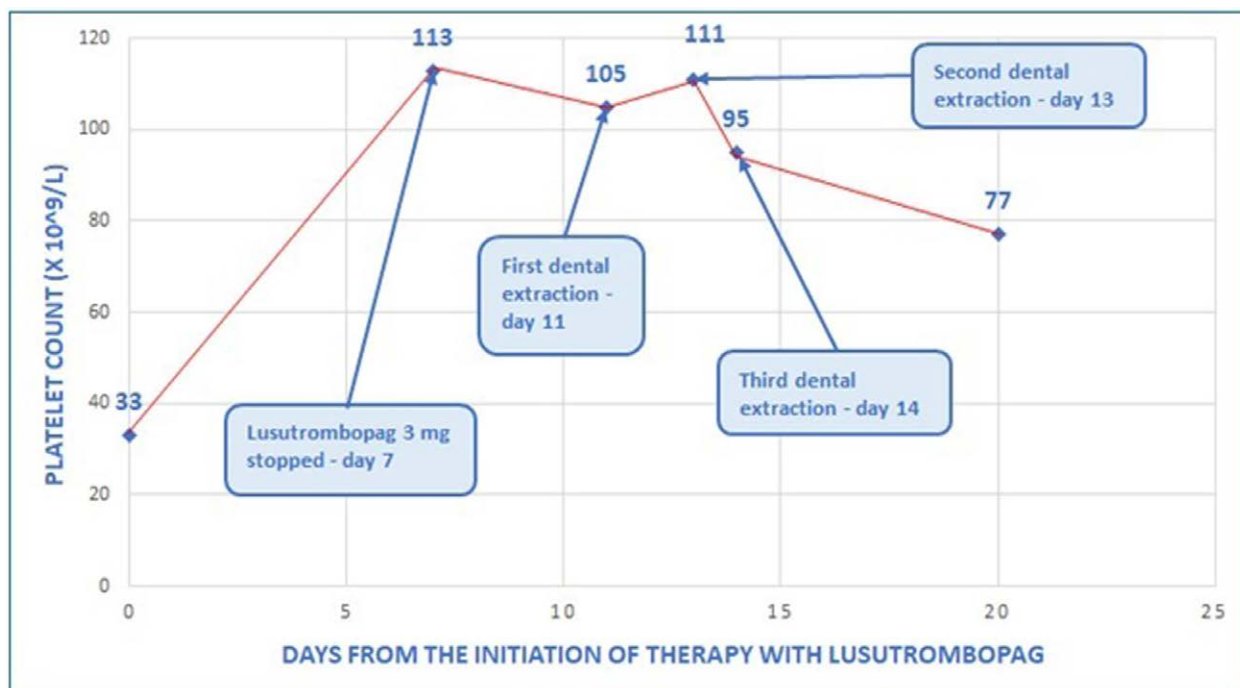 120
100
80
60
40
20
0
PLATELET COUNT (X 10^9/L)
33
113
105
111
95
77
Second dental
extraction - day 13
First dental
extraction -
day 11
Third dental
extraction - day 14
Lusutrombopag 3 mg
stopped - day 7
0
5
10
15
20
25
DAYS FROM THE INITIATION OF THERAPY WITH LUSUTROMBOPAG